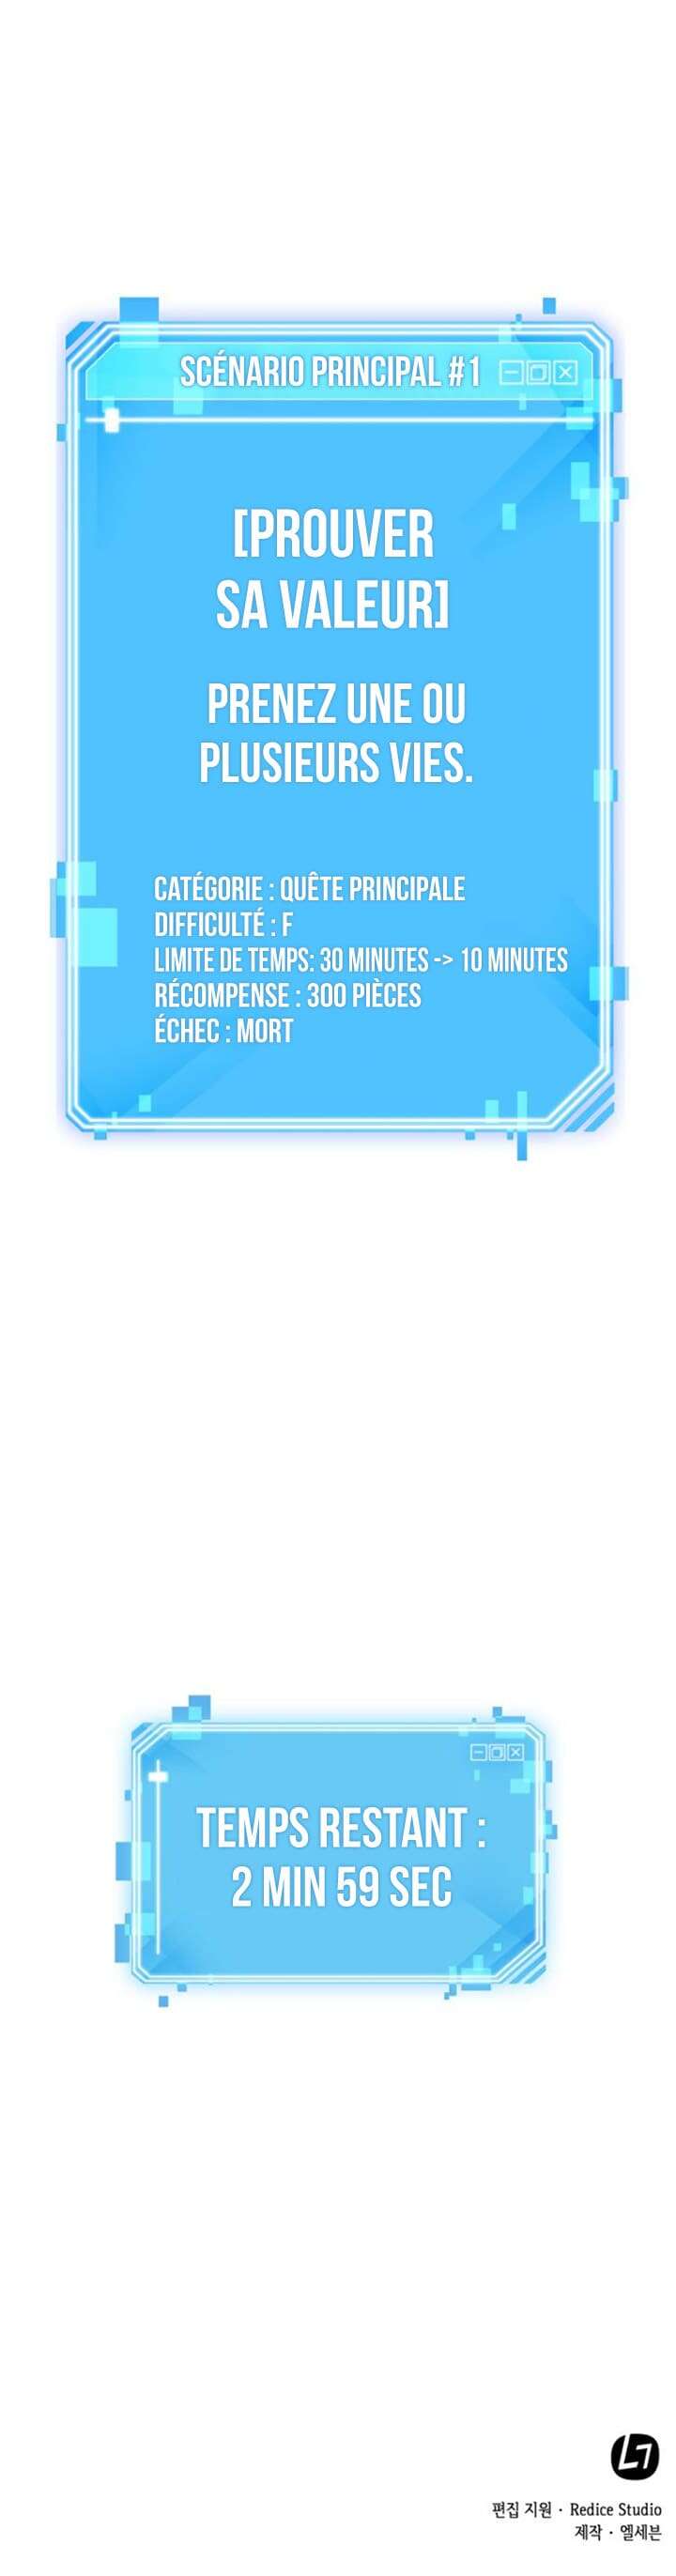 SCÉNARIO PRINCIPAL #1
[PROUVER
SA VALEUR]
PRENEZ UNE OU
PLUSIEURS VIES.
CATÉGORIE : QUÊTE PRINCIPALE
DIFFICULTÉ : F
LIMITE DE TEMPS: 30 MINUTES -> 10 MINUTES
RÉCOMPENSE : 300 PIÈCES
ÉCHEC : MORT
TEMPS RESTANT :
2 MIN 59 SEC
L7
편집 지원 · Redice Studio
제작 · 엘세븐